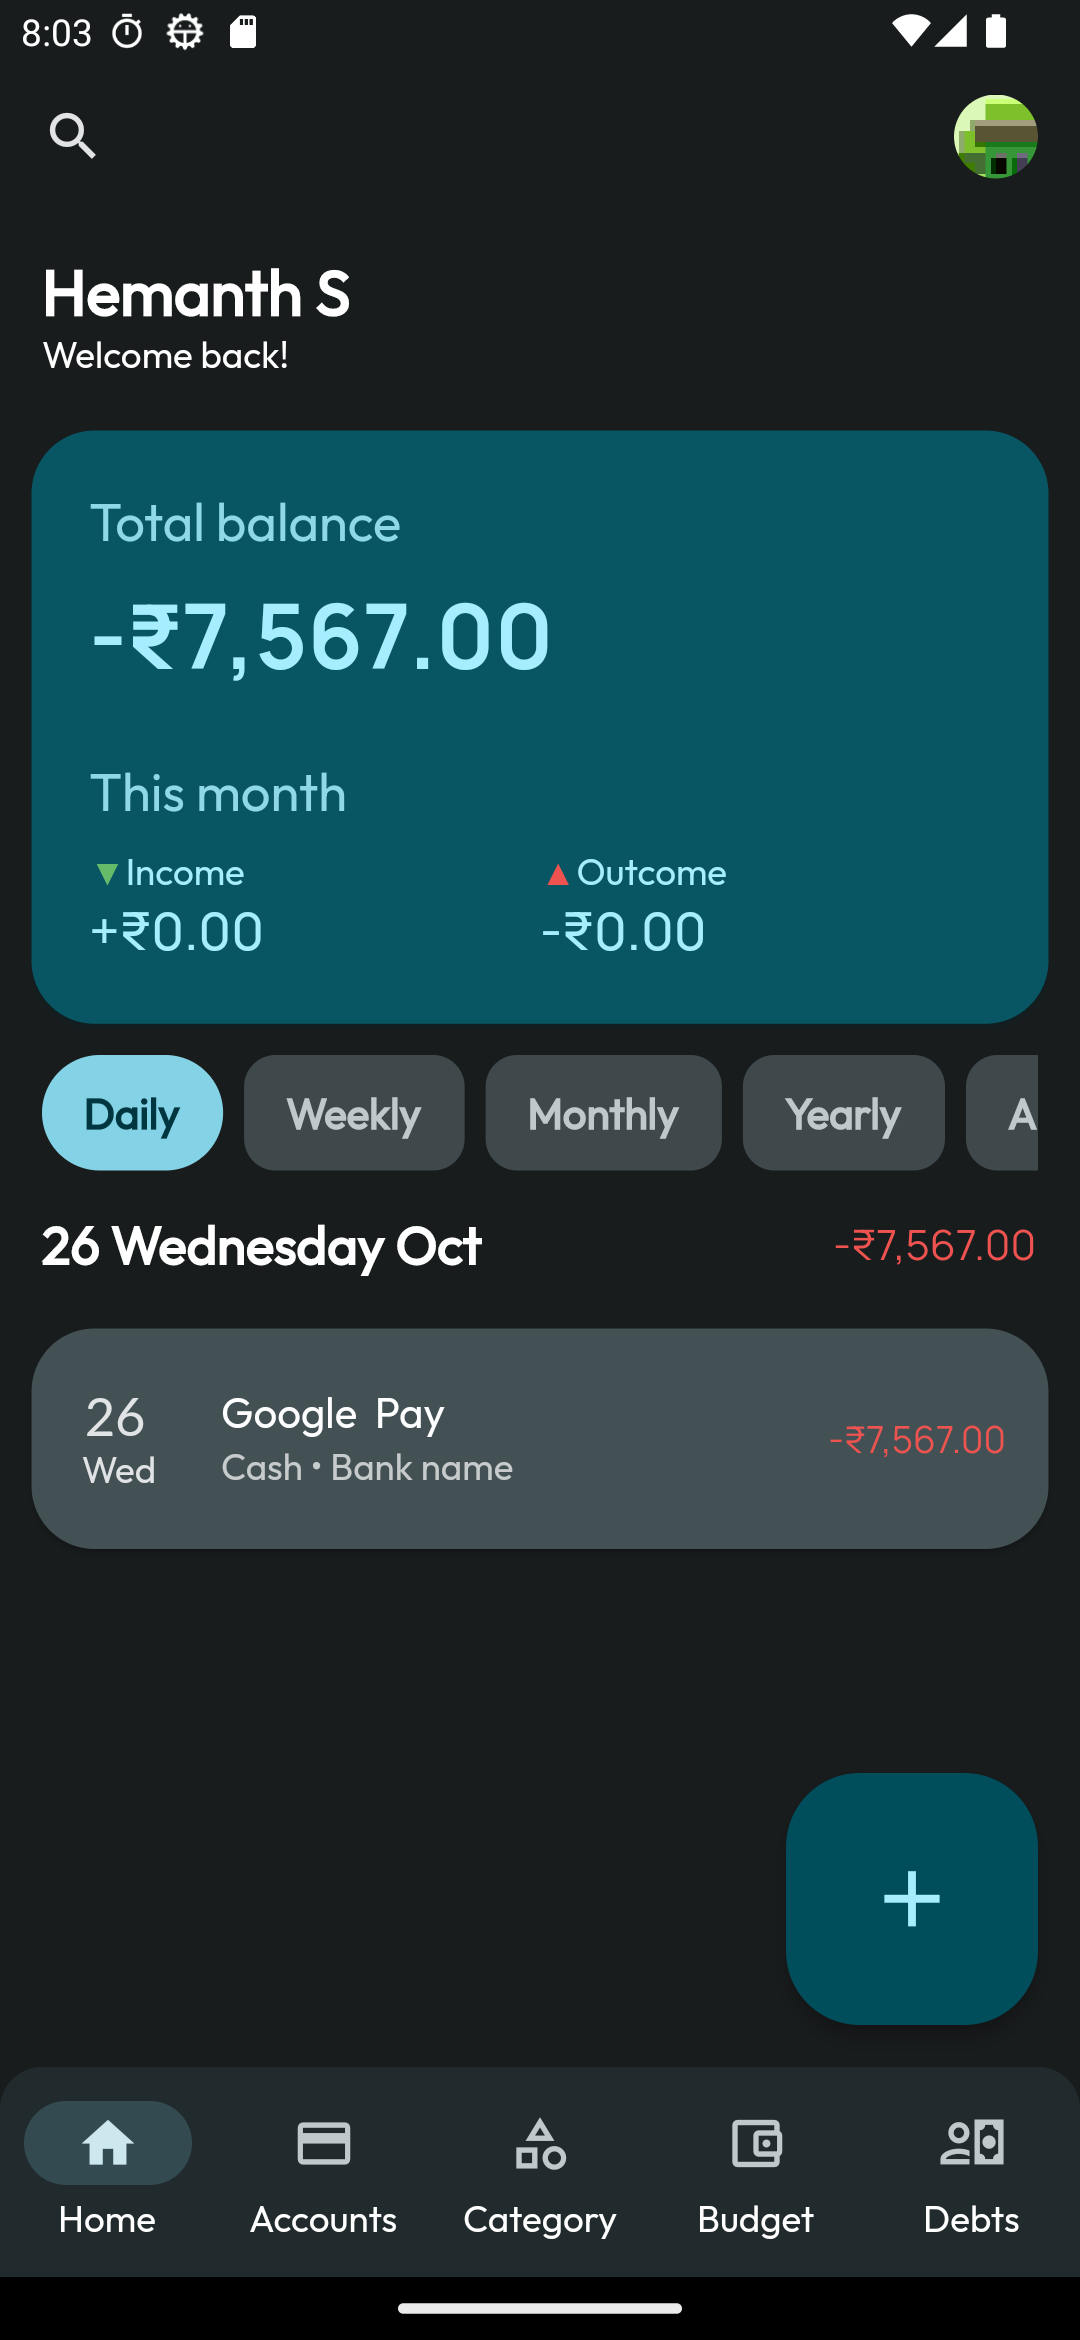 8:03
Hemanth S
Welcome back!
Total balance
-₹7,567.00
This month
▼Income ▲Outcome
+₹0.00 -₹0.00
Daily Weekly Monthly Yearly A
26 Wednesday Oct -₹7,567.00
26 Google Pay
Wed Cash • Bank name -₹7,567.00
Home Accounts Category Budget Debts